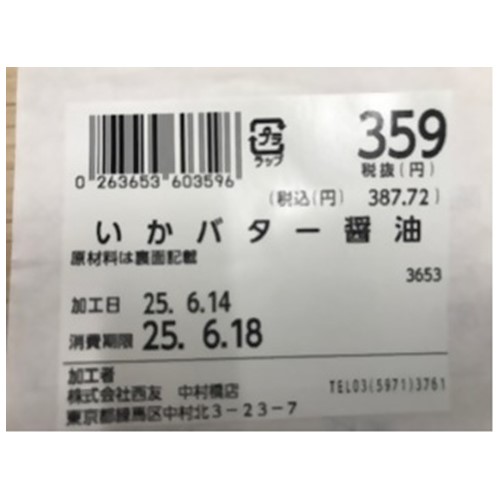 359
プラ
ラップ
税抜(円)
0 263653 603596
(税込(円) 387.72)
いかバター醤油
原材料は裏面記載
3653
加工日 25. 6.14
消費期限 25. 6.18
加工者
株式会社西友 中村橋店
TEL03(5971)3761
東京都練馬区中村北3-23-7